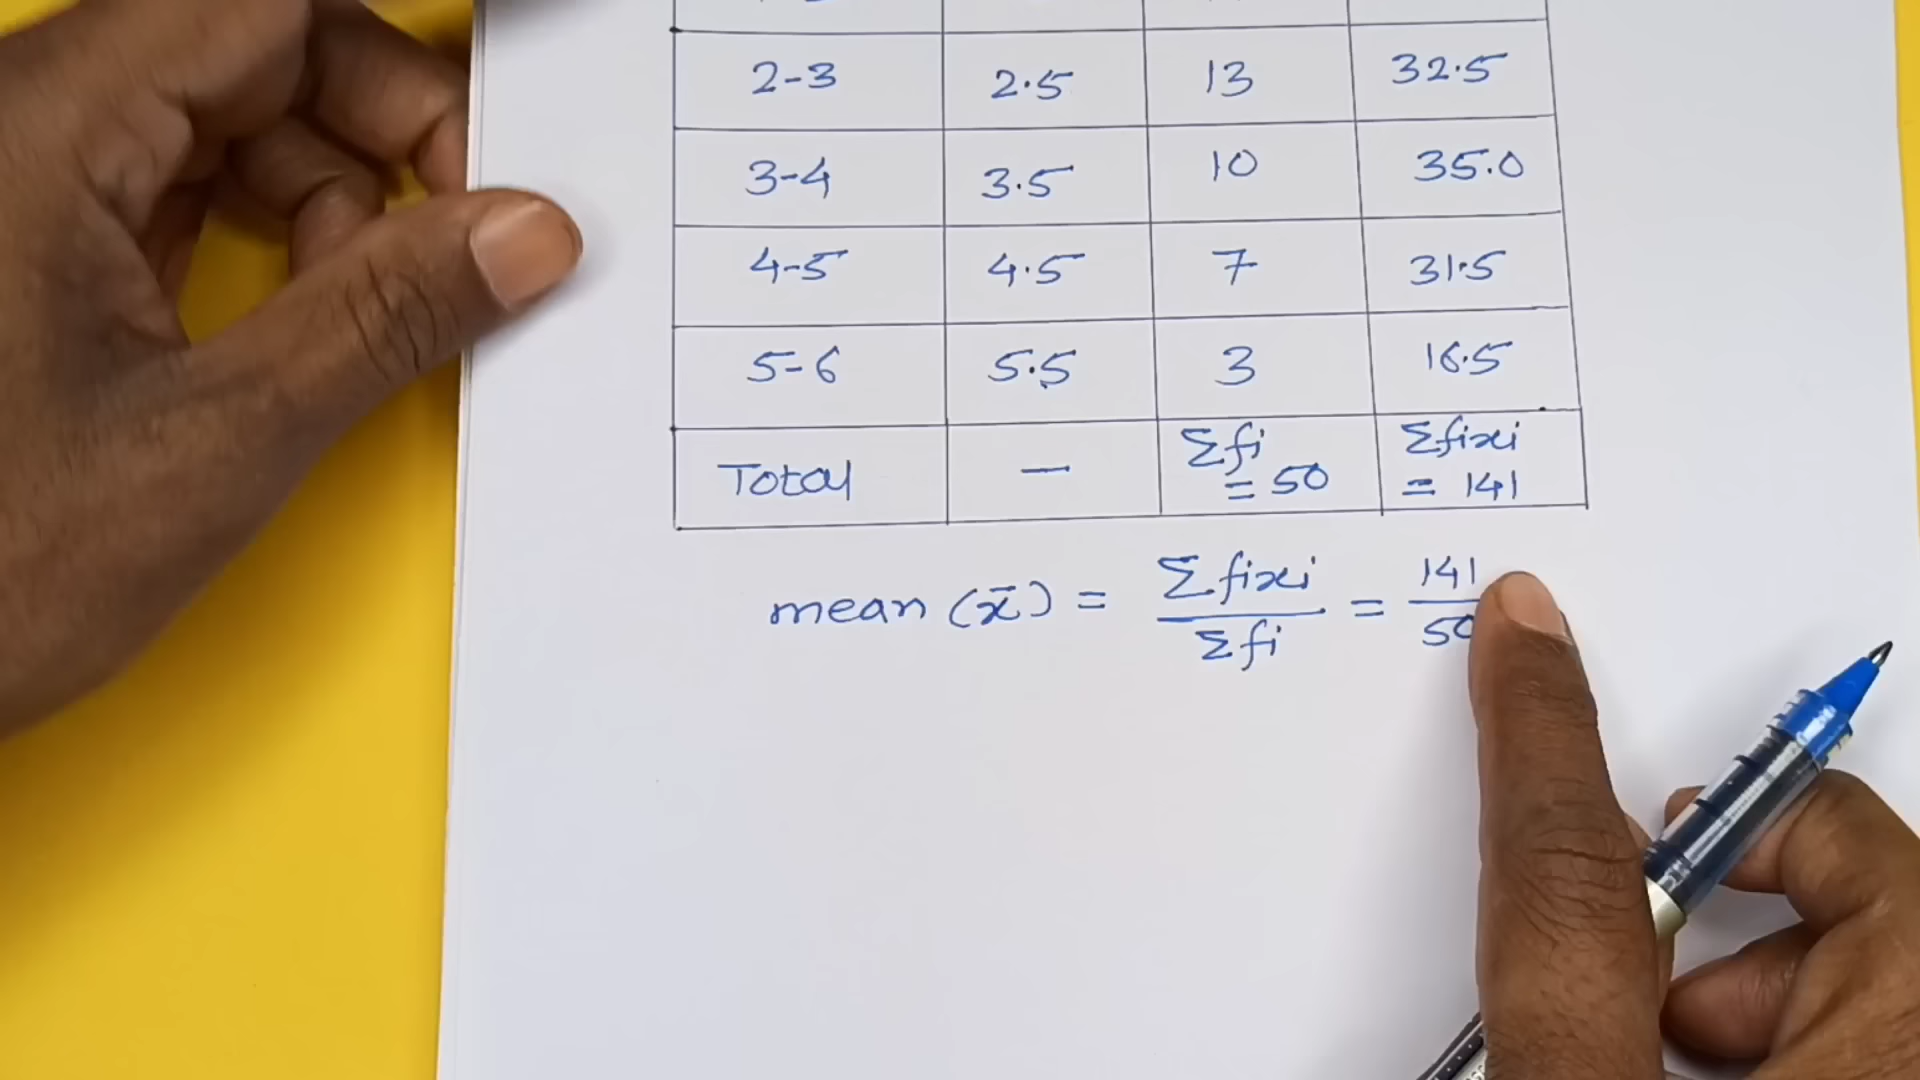 2-3 2.5 13 32.5
3-4 3.5 10 35.0
4-5 4.5 7 31.5
5-6 5.5 3 16.5
Total — Σfi = 50 Σfixi = 141
mean (x̄) = Σfixi / Σfi = 141 / 50